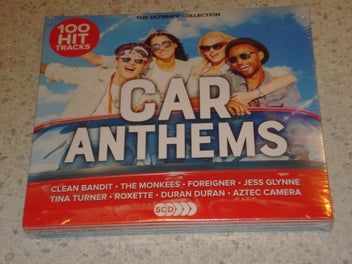 THE ULTIMATE COLLECTION
100
HIT
TRACKS
CAR
ANTHEMS
CLEAN BANDIT • THE MONKEES • FOREIGNER • JESS GLYNNE
TINA TURNER • ROXETTE • DURAN DURAN • AZTEC CAMERA
5CD